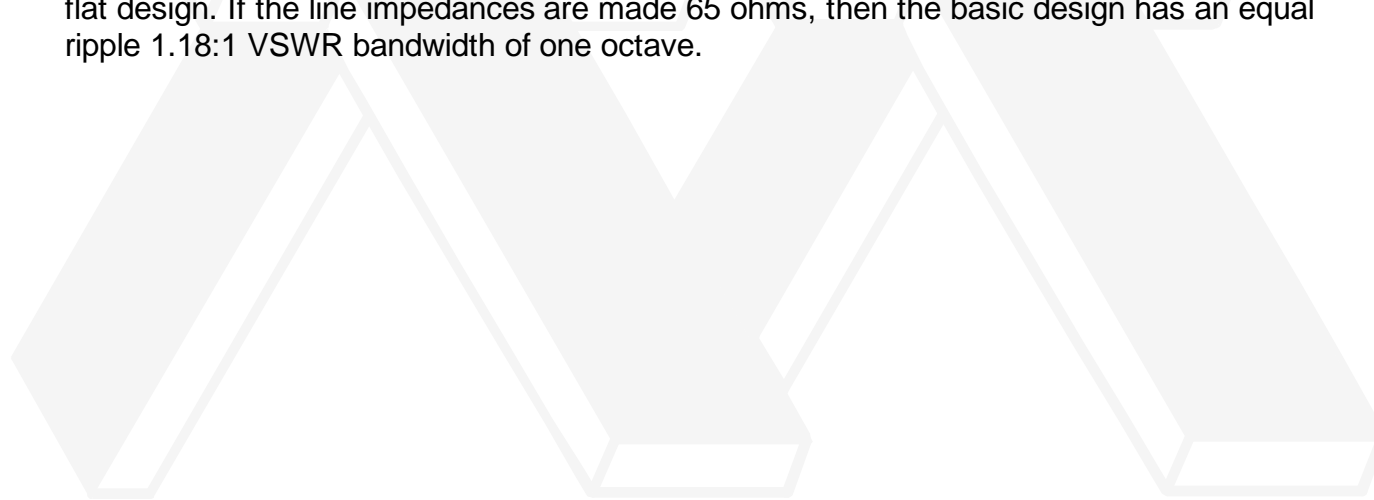 flat design. If the line impedances are made 65 ohms, then the basic design has an equal
ripple 1.18:1 VSWR bandwidth of one octave.